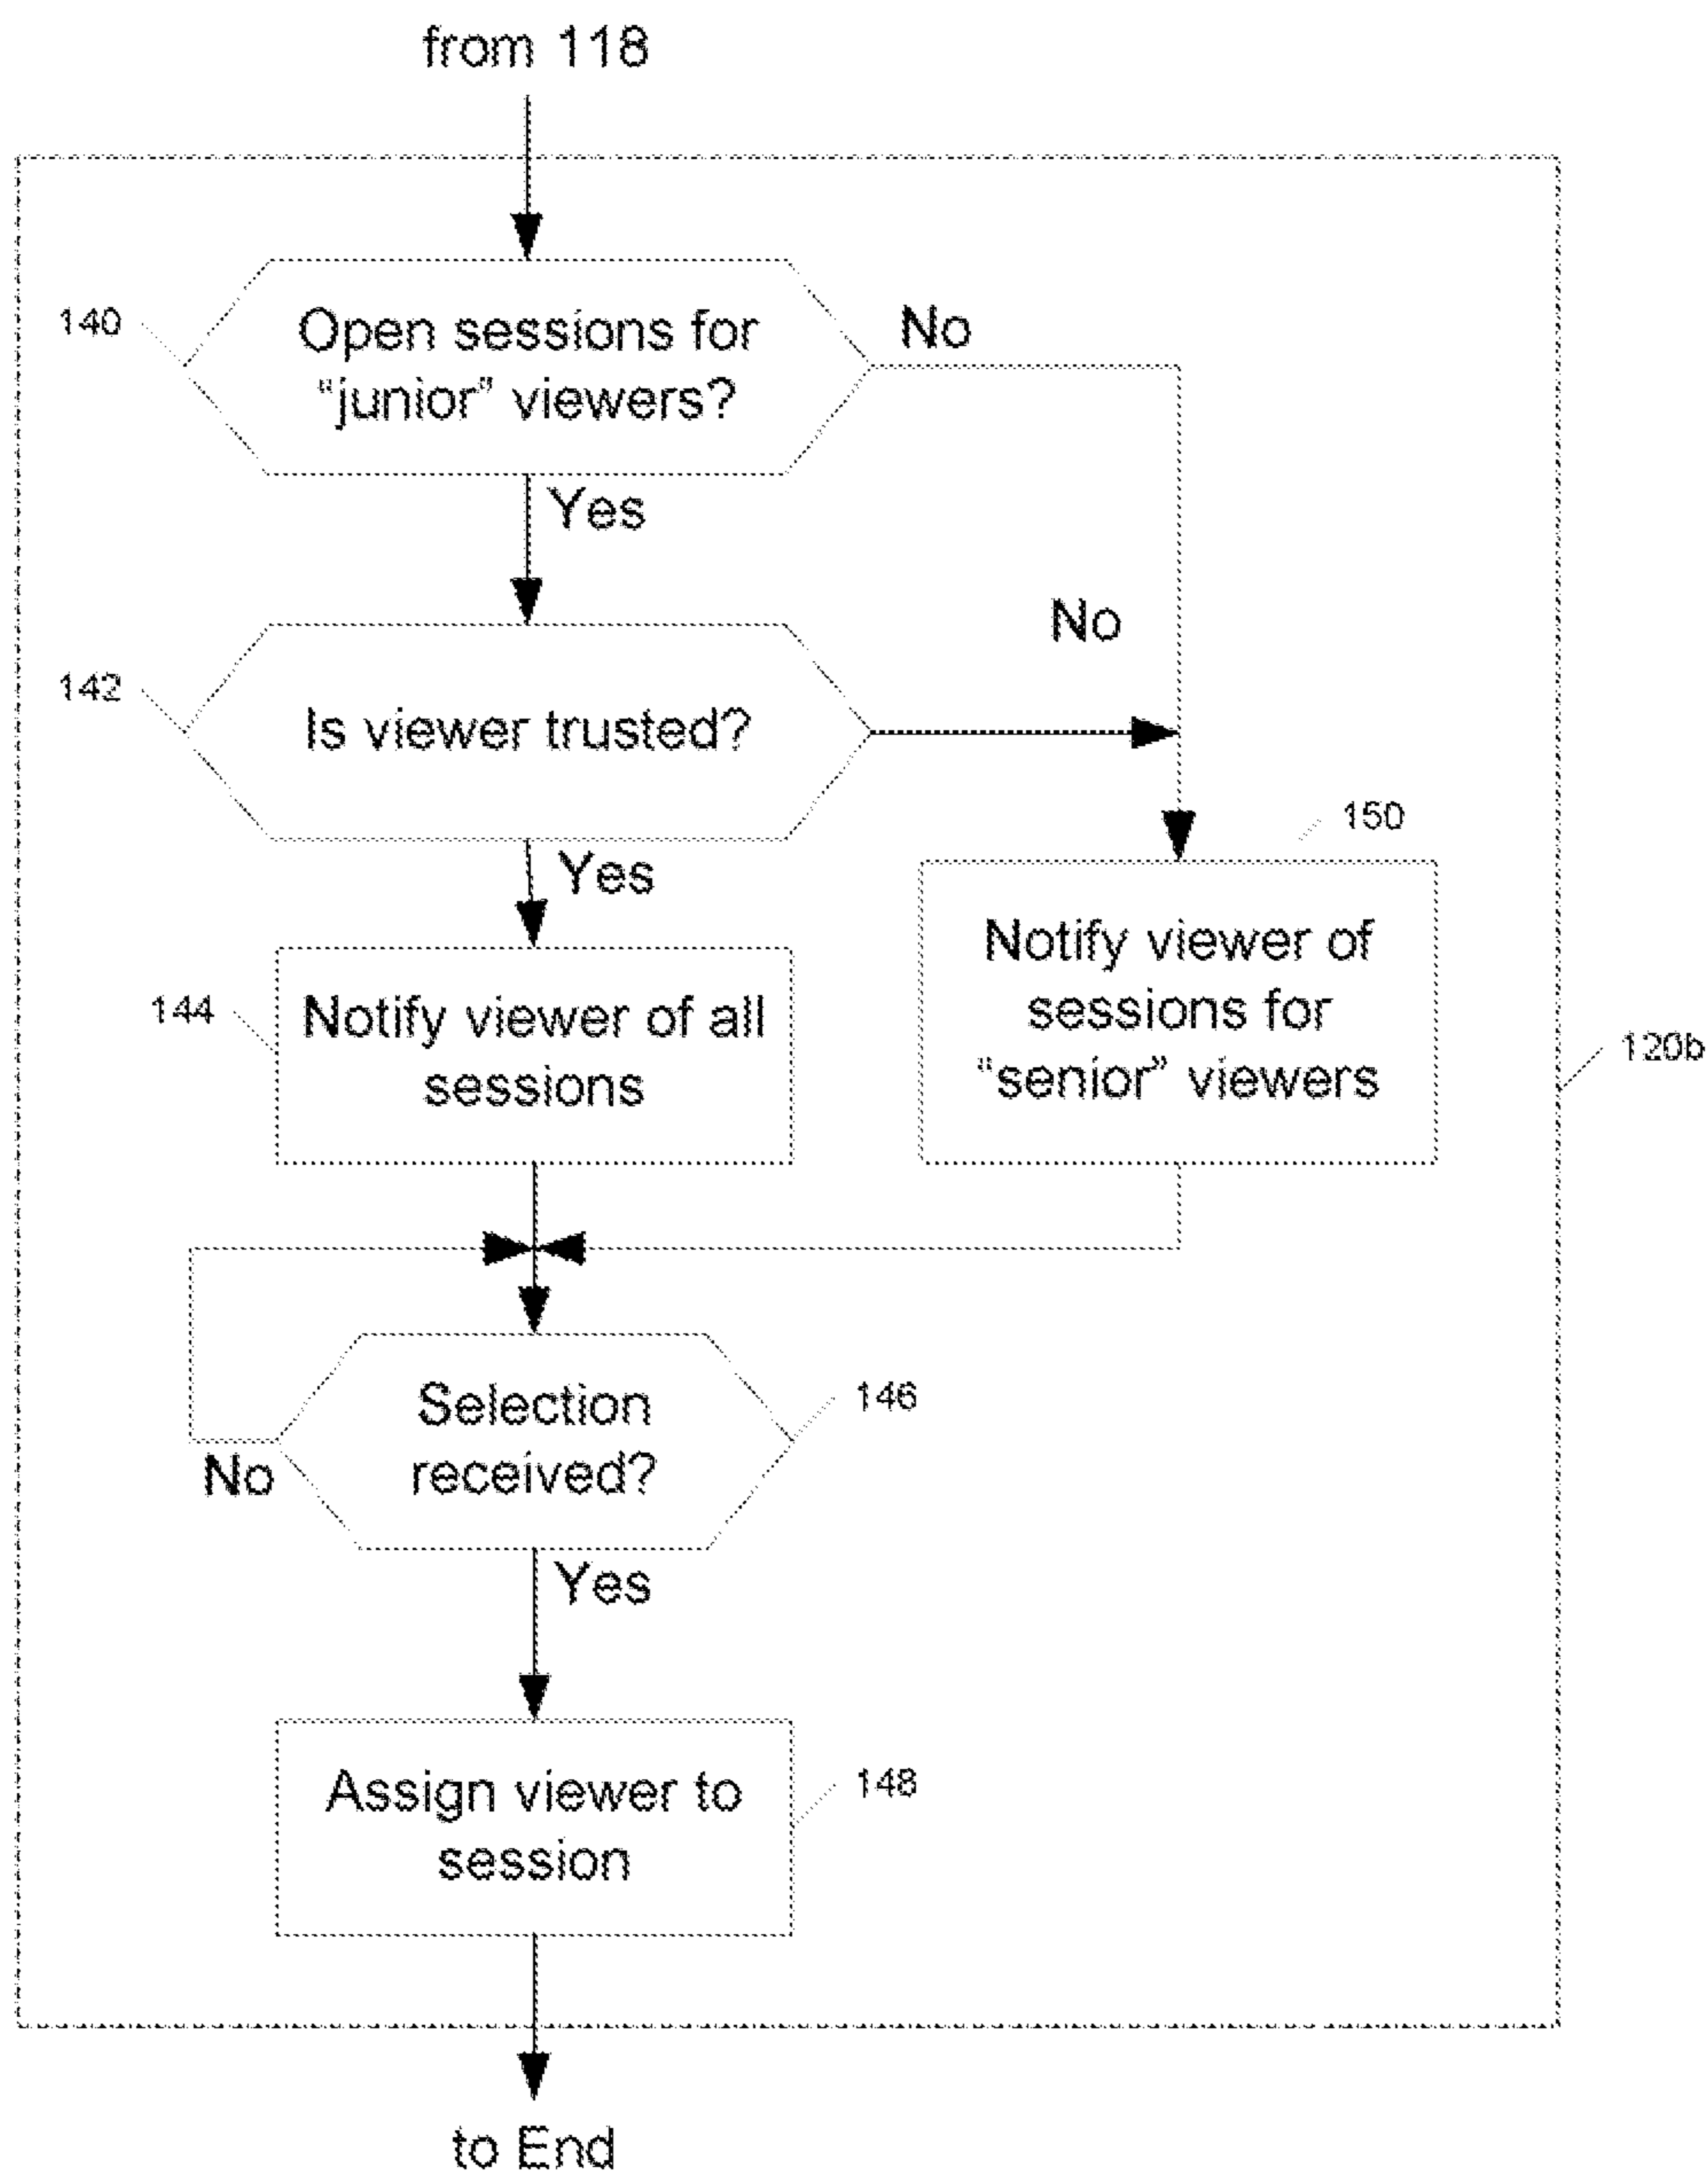 from 118
140
Open sessions for
“junior” viewers?
No
Yes
142
Is viewer trusted?
No
Yes
150
144
Notify viewer of all
sessions
Notify viewer of
sessions for
“senior” viewers
120b
Selection
received?
146
No
Yes
Assign viewer to
session
148
to End